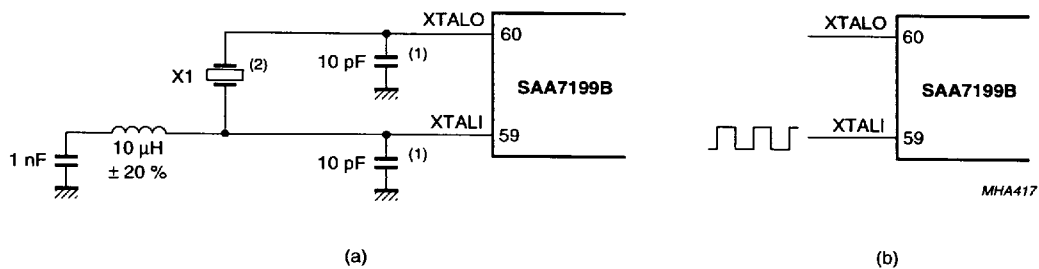 XTALO
60
10 pF
(1)
X1
(2)
SAA7199B
XTALI
59
1 nF
10 μH
± 20 %
10 pF
(1)
(a)
XTALO
60
SAA7199B
XTALI
59
MHA417
(b)